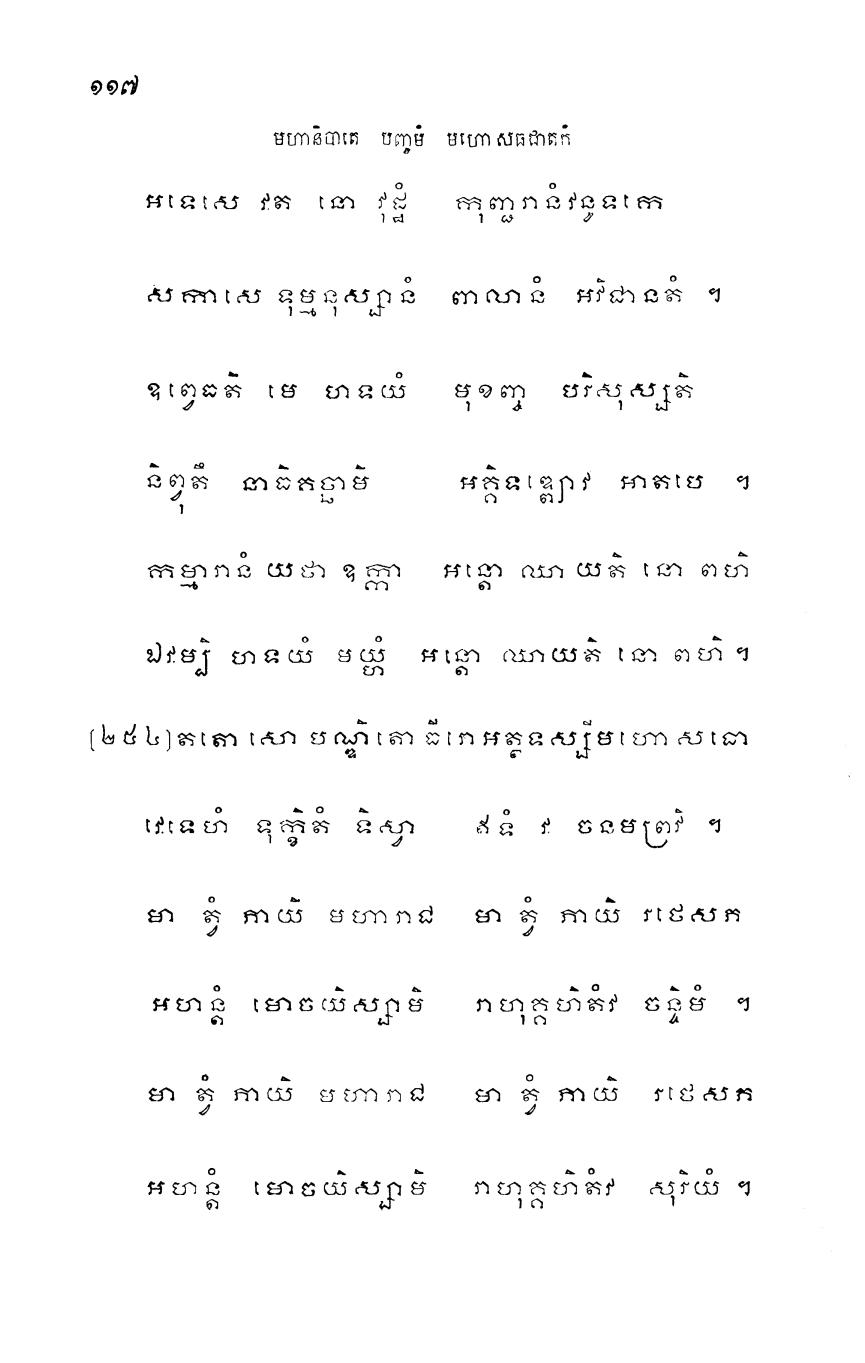 ១១៧
មហានិបាតេ បញ្ចមំ មហោសធជាតកំ
អទេសេ វត នោ វុដ្ឋំ កុញ្ជរានំវនូទកេ
សកាសេ ទុម្មនុស្សានំ ពាលានំ អវិជានតំ ។
ឧព្វេធតិ មេ ហទយំ មុខញ្ច បរិសុស្សតិ
និព្វុតឹ នាធិគច្ឆាមិ អគ្គិទឌ្ឍោវ អាតបេ ។
កម្មារានំ យថា ឧក្កា អន្តោ ឈាយតិ នោ ពហិ
ឯវម្បិ ហទយំ មយ្ហំ អន្តោ ឈាយតិ នោ ពហិ ។
(២៥៤) តតោ សោ បណ្ឌិតោ ធីរោ អត្ថទស្សី មហោសធោ
វេទេហំ ទុក្ខិតំ ទិស្វា ឥទំ វចនមព្រវិ ។
មា ត្វំ ភាយិ មហារាជ មា ត្វំ ភាយិ រថេសភ
អហន្តំ មោចយិស្សាមិ រាហុគ្គហិតំវ ចន្ទិមំ ។
មា ត្វំ ភាយិ មហារាជ មា ត្វំ ភាយិ រថេសភ
អហន្តំ មោចយិស្សាមិ រាហុគ្គហិតំវ សុរិយំ ។